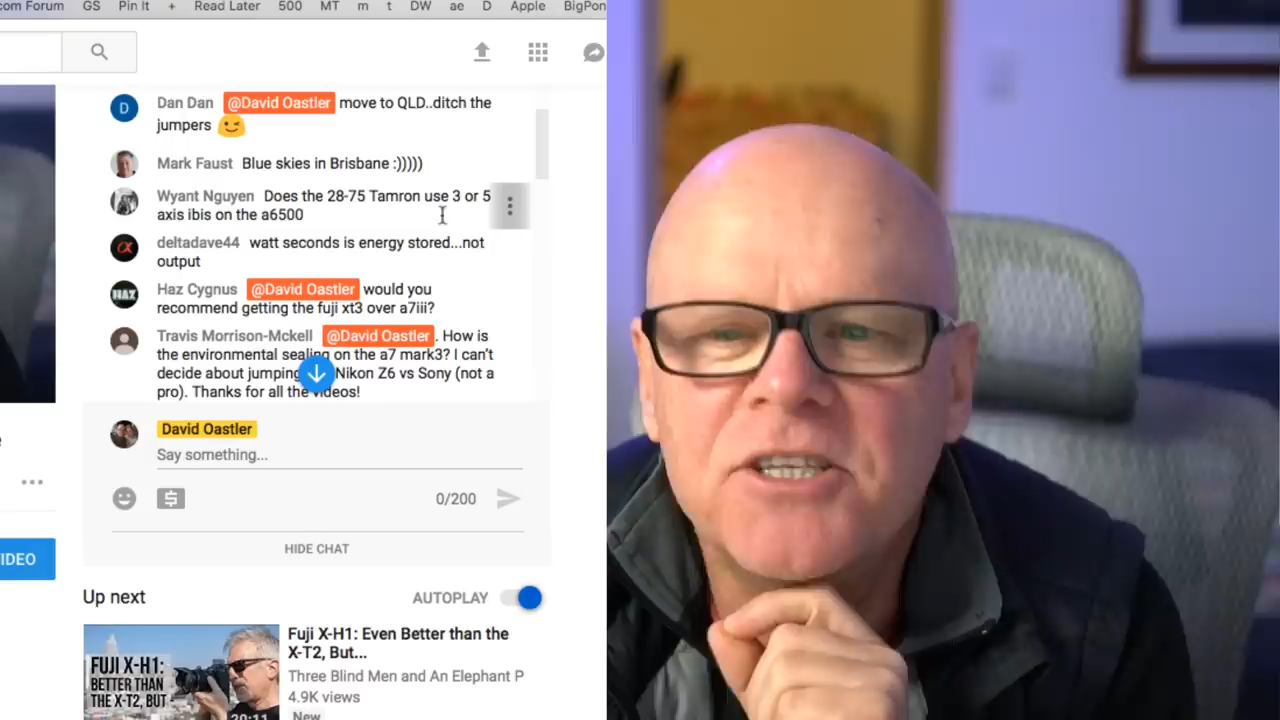 com Forum GS Pin It + Read Later 500 MT m t DW ae D Apple BigPon
Dan Dan @David Oastler move to QLD..ditch the
jumpers
D
Mark Faust Blue skies in Brisbane :)))))
Wyant Nguyen Does the 28-75 Tamron use 3 or 5
axis ibis on the a6500
deltadave44 watt seconds is energy stored...not
output
Haz Cygnus @David Oastler would you
HAZ
recommend getting the fuji xt3 over a7iii?
Travis Morrison-Mckell @David Oastler. How is
the environmental sealing on the a7 mark3? I can't
decide about jumping Nikon Z6 vs Sony (not a
pro). Thanks for all the videos!
David Oastler
Say something...
0/200
HIDE CHAT
IDEO
Up next AUTOPLAY
Fuji X-H1: Even Better than the
X-T2, But...
Three Blind Men and An Elephant P
4.9K views
New
FUJI X-H1:
BETTER THAN
THE X-T2, BUT
20:11